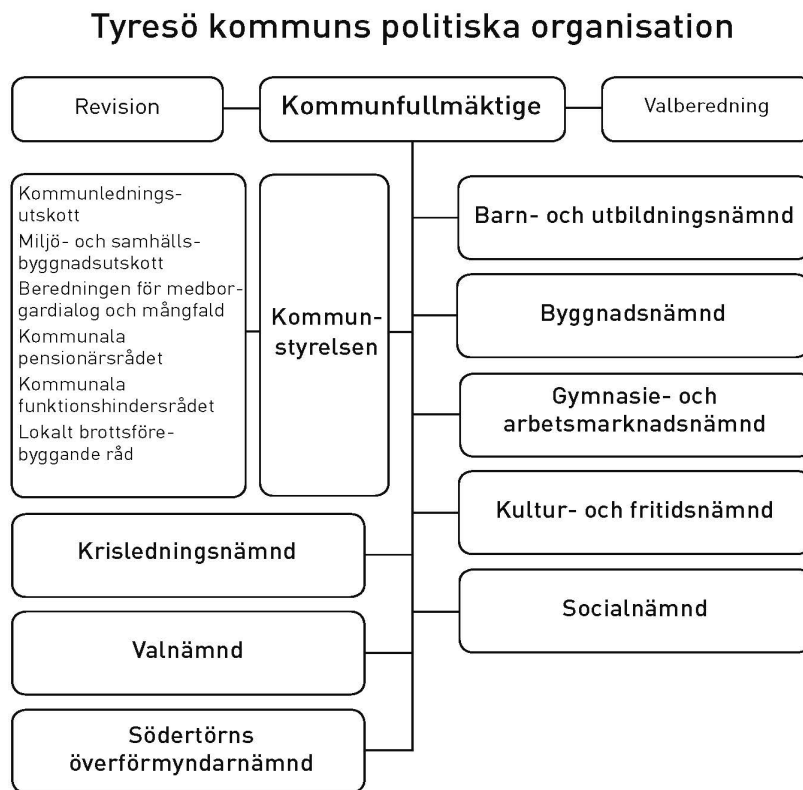 Tyresö kommuns politiska organisation
Revision
Kommunfullmäktige
Valberedning
Kommunlednings-
utskott
Miljö- och samhälls-
byggnadsutskott
Beredningen för medbor-
gardialog och mångfald
Kommunala
pensionärsrådet
Kommunala
funktionshindersrådet
Lokalt brottsföre-
byggande råd
Kommun-
styrelsen
Krisledningsnämnd
Valnämnd
Södertörns
överförmyndarnämnd
Barn- och utbildningsnämnd
Byggnadsnämnd
Gymnasie- och
arbetsmarknadsnämnd
Kultur- och fritidsnämnd
Socialnämnd